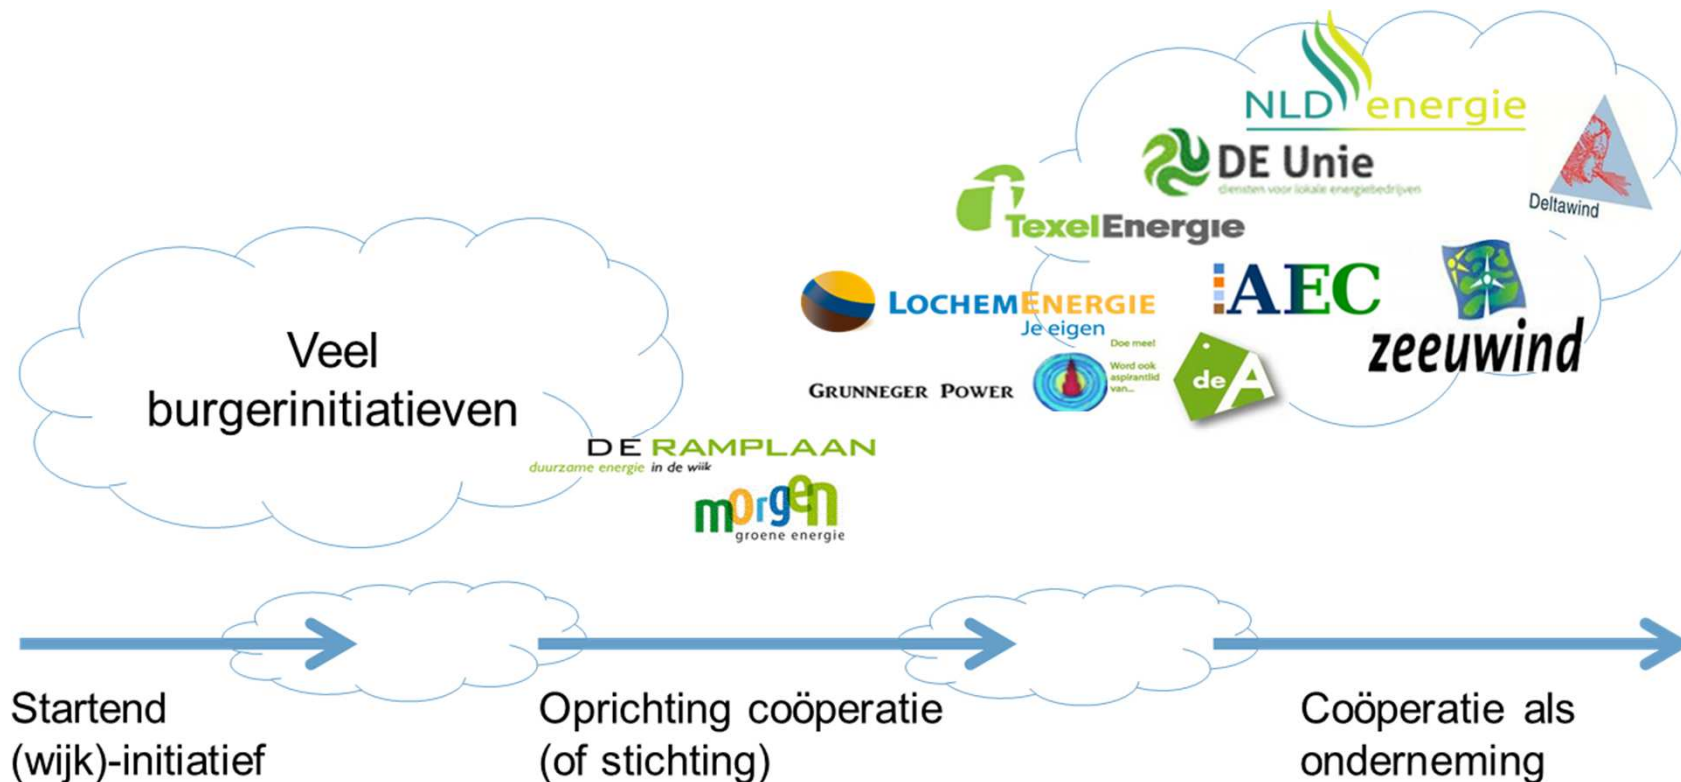 NLD energie
DE Unie
diensten voor lokale energiebedrijven
Deltawind
TexelEnergie
LOCHEMENERGIE
Je eigen
AEC
zeeuwind
Doe mee!
Word ook
aspirantlid
van...
GRUNNEGER POWER
deA
Veel
burgerinitiatieven
DE RAMPLAAN
duurzame energie in de wijk
morgen
groene energie
Startend
(wijk)-initiatief
Oprichting coöperatie
(of stichting)
Coöperatie als
onderneming